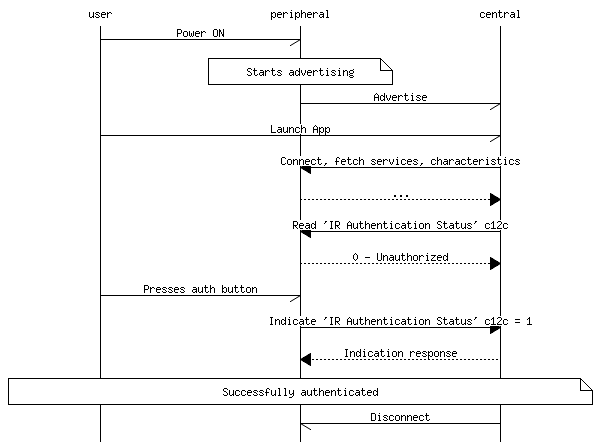 user peripheral central
Power ON
Starts advertising
Advertise
Launch App
Connect, fetch services, characteristics
...
Read 'IR Authentication Status' c12c
0 - Unauthorized
Presses auth button
Indicate 'IR Authentication Status' c12c = 1
Indication response
Successfully authenticated
Disconnect